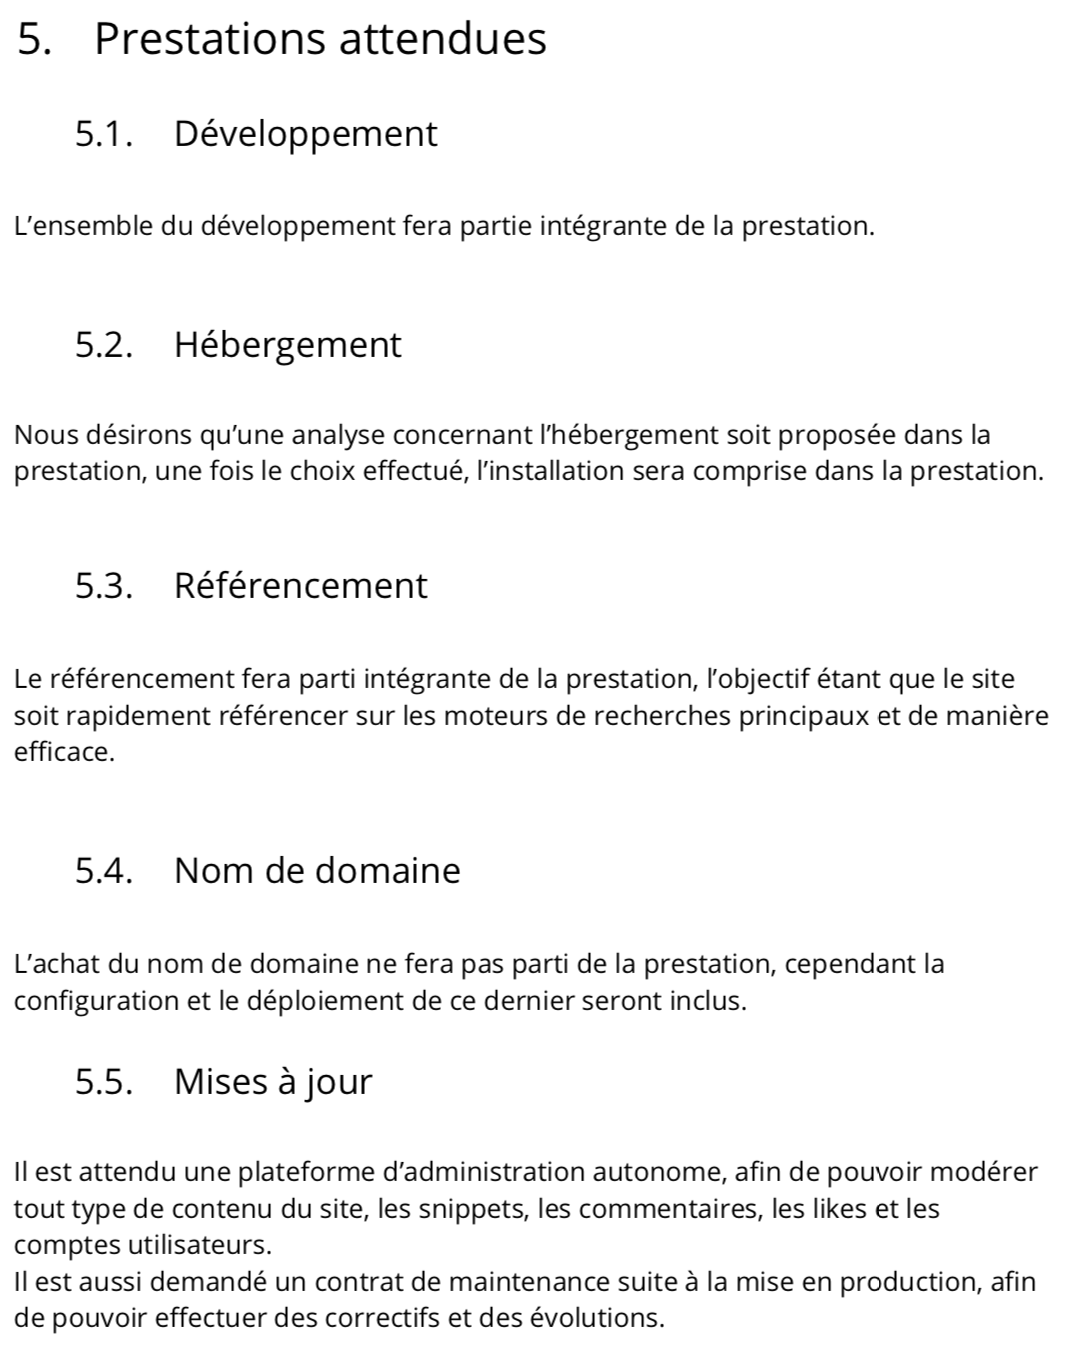 5. Prestations attendues
5.1. Développement
L’ensemble du développement fera partie intégrante de la prestation.
5.2. Hébergement
Nous désirons qu’une analyse concernant l’hébergement soit proposée dans la
prestation, une fois le choix effectué, l’installation sera comprise dans la prestation.
5.3. Référencement
Le référencement fera parti intégrante de la prestation, l’objectif étant que le site
soit rapidement référencer sur les moteurs de recherches principaux et de manière
efficace.
5.4. Nom de domaine
L’achat du nom de domaine ne fera pas parti de la prestation, cependant la
configuration et le déploiement de ce dernier seront inclus.
5.5. Mises à jour
Il est attendu une plateforme d’administration autonome, afin de pouvoir modérer
tout type de contenu du site, les snippets, les commentaires, les likes et les
comptes utilisateurs.
Il est aussi demandé un contrat de maintenance suite à la mise en production, afin
de pouvoir effectuer des correctifs et des évolutions.